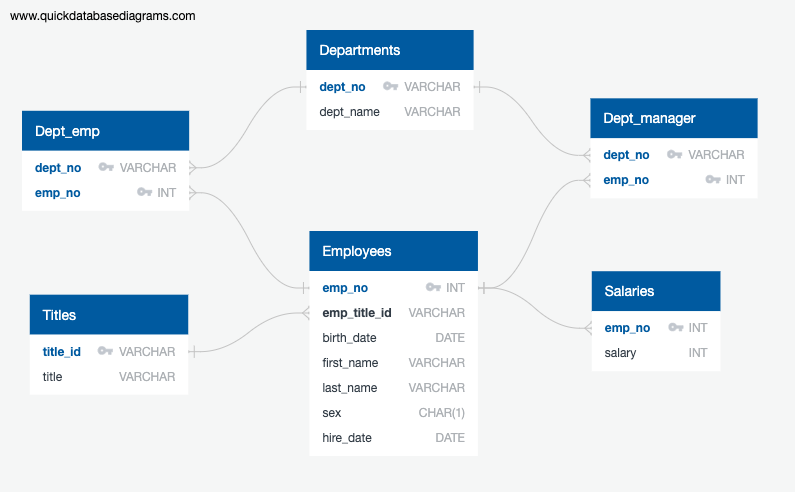 www.quickdatabasediagrams.com
Departments
dept_no VARCHAR
dept_name VARCHAR
Dept_emp
dept_no VARCHAR
emp_no INT
Dept_manager
dept_no VARCHAR
emp_no INT
Employees
emp_no INT
emp_title_id VARCHAR
birth_date DATE
first_name VARCHAR
last_name VARCHAR
sex CHAR(1)
hire_date DATE
Titles
title_id VARCHAR
title VARCHAR
Salaries
emp_no INT
salary INT